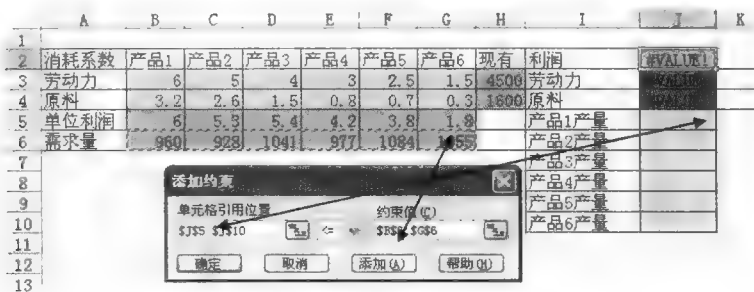 A B C D E F G H I J K
1
2 消耗系数 产品1 产品2 产品3 产品4 产品5 产品6 现有 利润 #VALUE!
3 劳动力 6 5 4 3 2.5 1.5 4500 劳动力
4 原料 3.2 2.6 1.5 0.8 0.7 0.3 1600 原料
5 单位利润 6 5.3 5.4 4.2 3.8 1.8 产品1产量
6 需求量 960 928 1041 977 1084 产品2产量
7 产品3产量
8 产品4产量
9 产品5产量
10 产品6产量
11
12
13
添加约束
单元格引用位置 约束值(C)
$J$5 $J$10 <= $G$6
确定 取消 添加(A) 帮助(H)